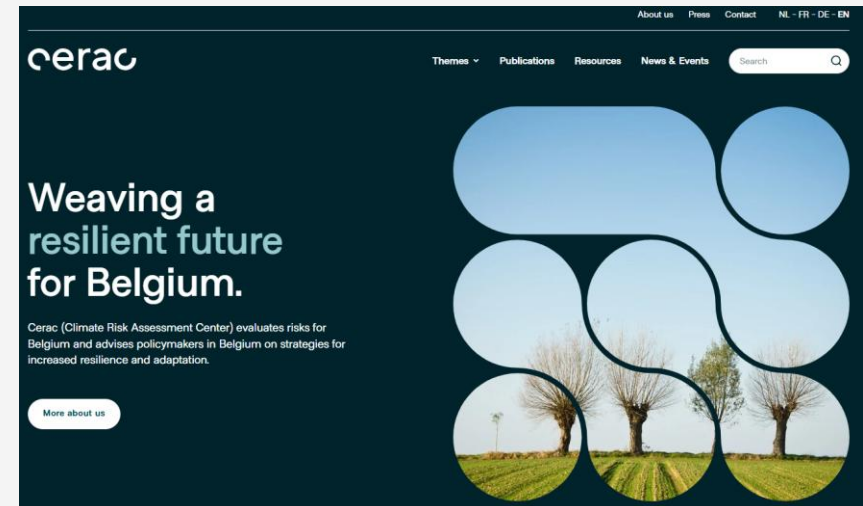 About us Press Contact NL - FR - DE - EN
cerac
Themes Publications Resources News & Events Search
Weaving a
resilient future
for Belgium.
Cerac (Climate Risk Assessment Center) evaluates risks for
Belgium and advises policymakers in Belgium on strategies for
increased resilience and adaptation.
More about us